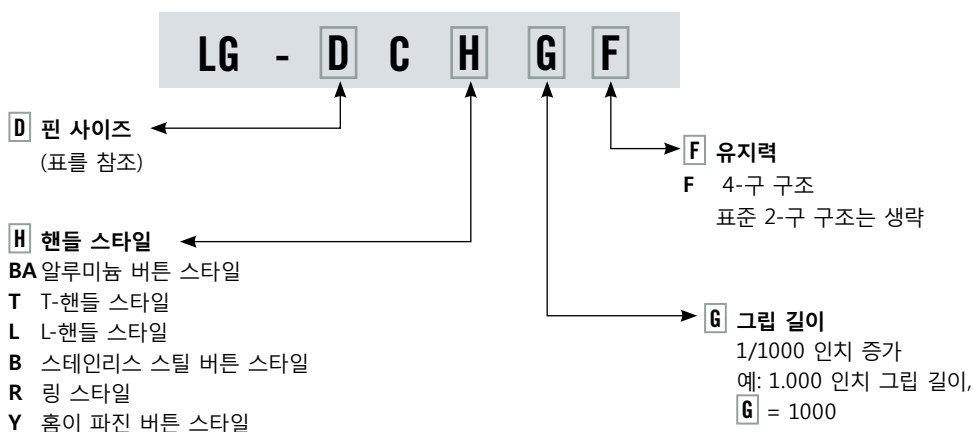 LG - D C H G F
D 핀 사이즈
(표를 참조)
H 핸들 스타일
BA 알루미늄 버튼 스타일
T T-핸들 스타일
L L-핸들 스타일
B 스테인리스 스틸 버튼 스타일
R 링 스타일
Y 홈이 파진 버튼 스타일
F 유지력
F 4-구 구조
표준 2-구 구조는 생략
G 그립 길이
1/1000 인치 증가
예: 1.000 인치 그립 길이,
G = 1000